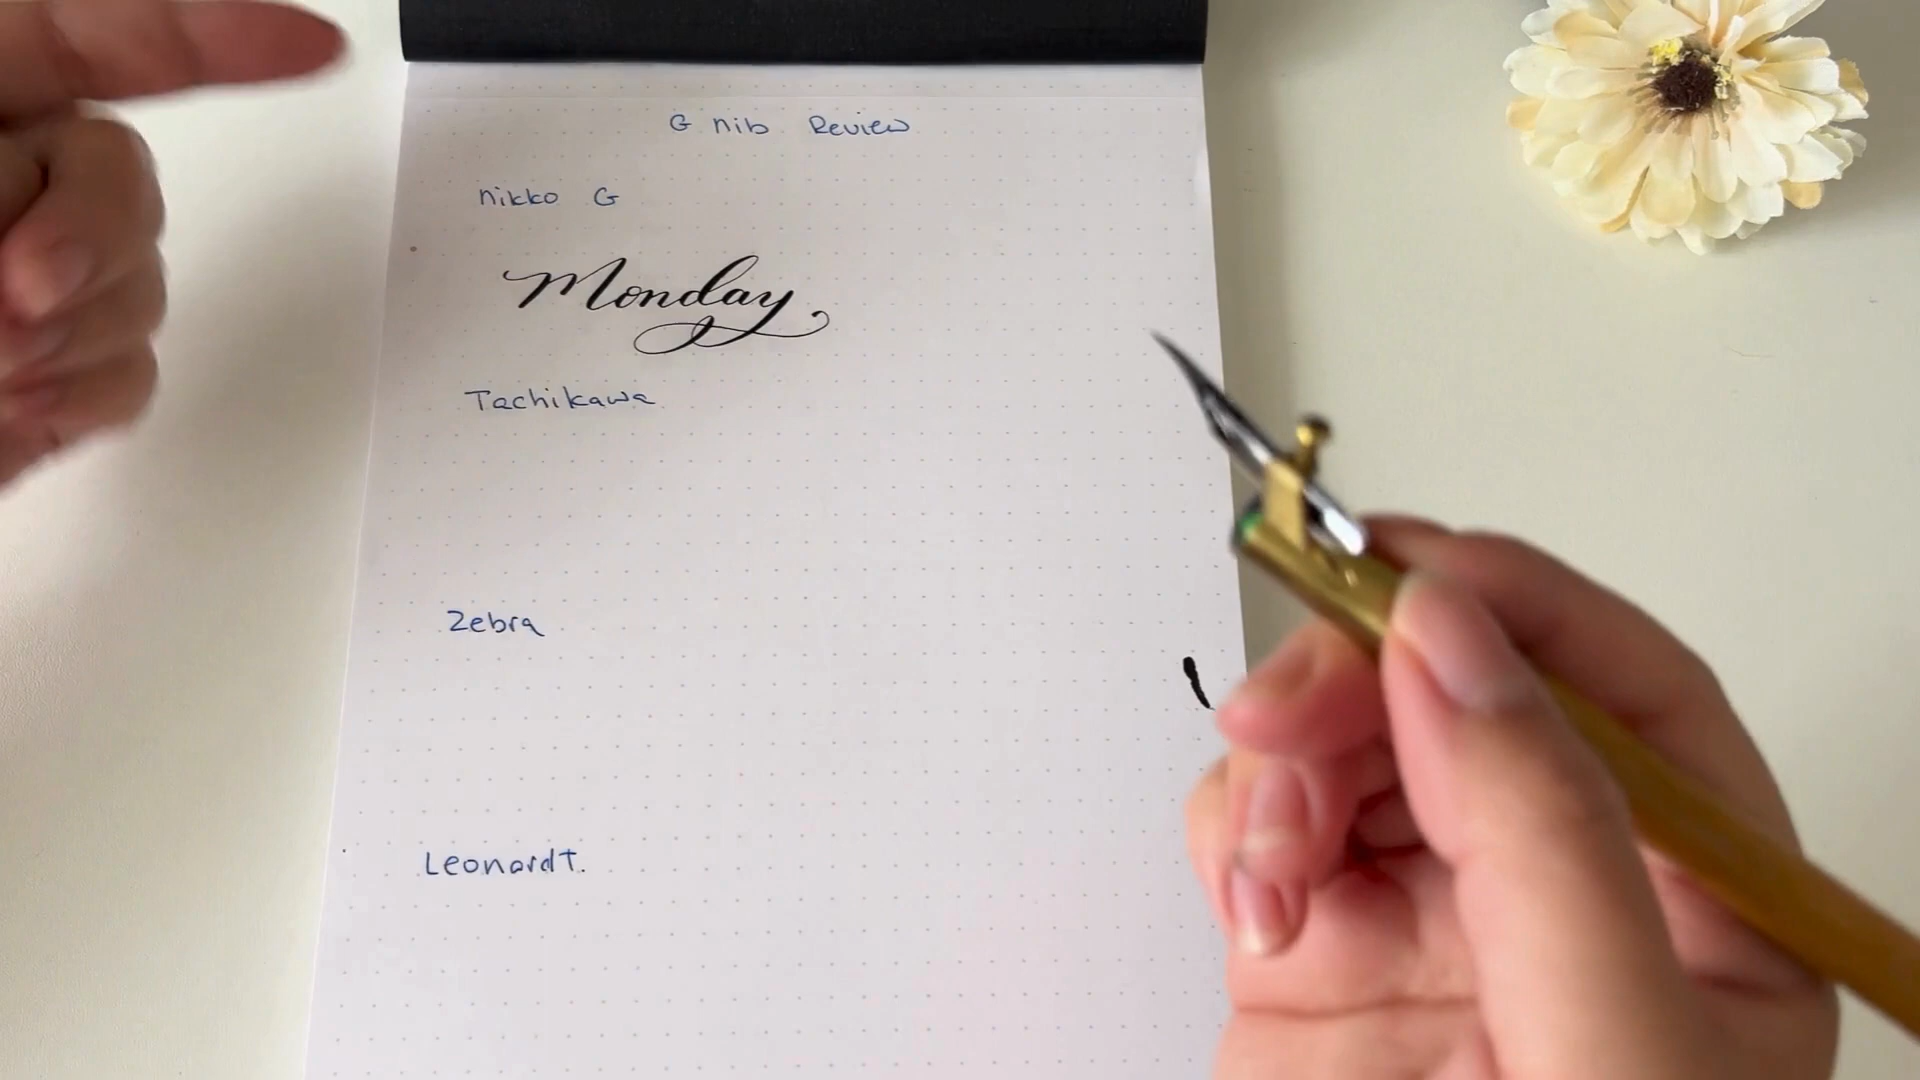 G nib Review
nikko G
Monday
Tachikawa
Zebra
Leonardt.